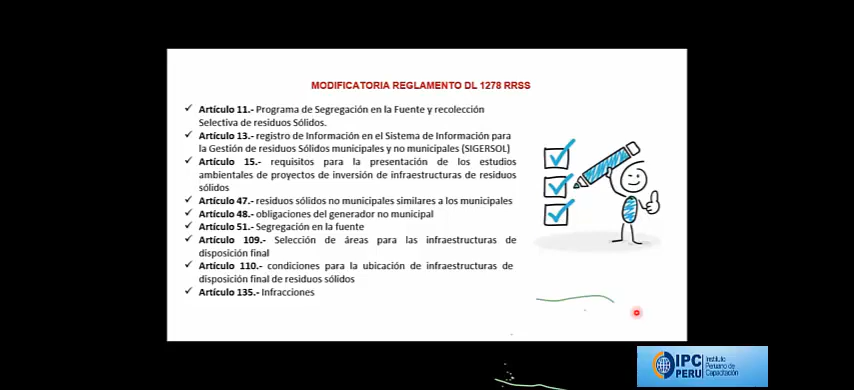 MODIFICATORIA REGLAMENTO DL 1278 RRSS
Artículo 11.- Programa de Segregación en la Fuente y recolección
Selectiva de residuos Sólidos.
Artículo 13.- registro de Información en el Sistema de Información para
la Gestión de residuos Sólidos municipales y no municipales (SIGERSOL)
Artículo 15.- requisitos para la presentación de los estudios
ambientales de proyectos de inversión de infraestructuras de residuos
sólidos
Artículo 47.- residuos sólidos no municipales similares a los municipales
Artículo 48.- obligaciones del generador no municipal
Artículo 51.- Segregación en la fuente
Artículo 109.- Selección de áreas para las infraestructuras de
disposición final
Artículo 110.- condiciones para la ubicación de infraestructuras de
disposición final de residuos sólidos
Artículo 135.- Infracciones
IPC
PERU
Instituto
Peruano de
Capacitación